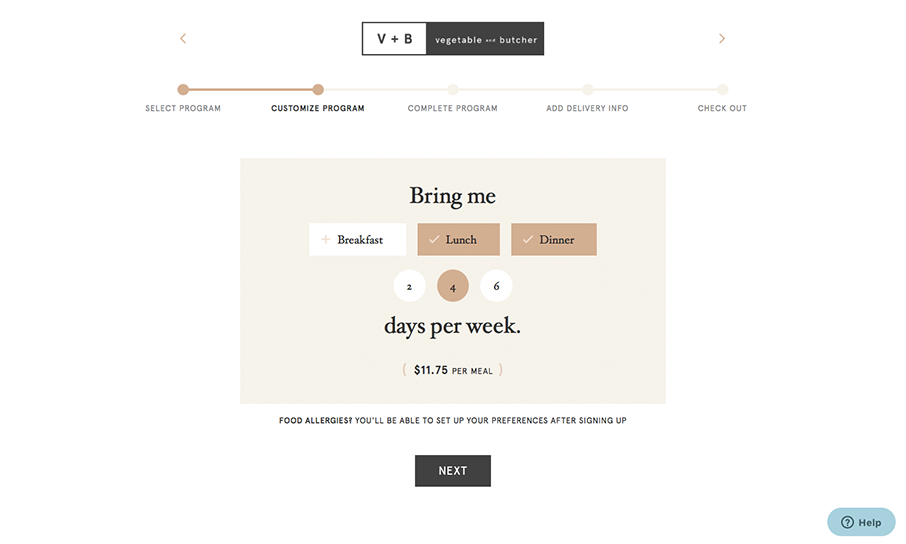 V + B vegetable and butcher
SELECT PROGRAM CUSTOMIZE PROGRAM COMPLETE PROGRAM ADD DELIVERY INFO CHECK OUT
Bring me
Breakfast Lunch Dinner
2 4 6
days per week.
( $11.75 PER MEAL )
FOOD ALLERGIES? YOU'LL BE ABLE TO SET UP YOUR PREFERENCES AFTER SIGNING UP
NEXT
Help